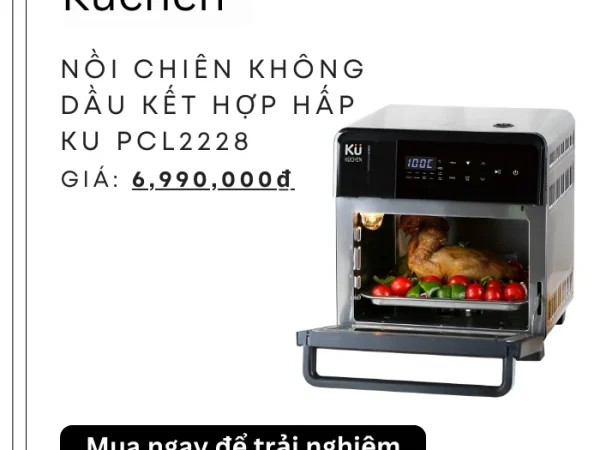 Kuchen
NỒI CHIÊN KHÔNG
DẦU KẾT HỢP HẤP
KU PCL2228
GIÁ: 6,990,000₫
KÜ
KUCHEN
100C
Mua ngay để trải nghiệm